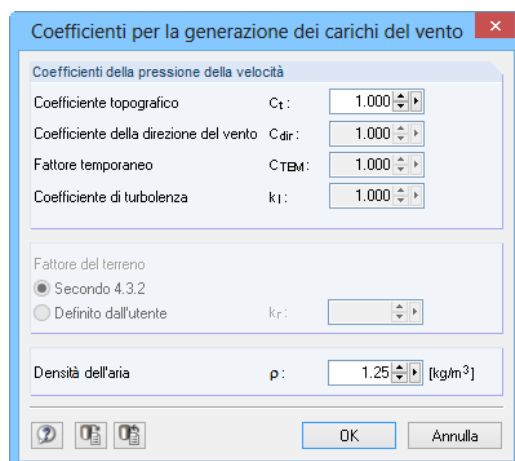 Coefficienti per la generazione dei carichi del vento
Coefficienti della pressione della velocità
Coefficiente topografico Ct : 1.000
Coefficiente della direzione del vento Cdir : 1.000
Fattore temporaneo CTEM : 1.000
Coefficiente di turbolenza kI : 1.000
Fattore del terreno
Secondo 4.3.2
Definito dall'utente kr :
Densità dell'aria ρ : 1.25 [kg/m³]
OK Annulla